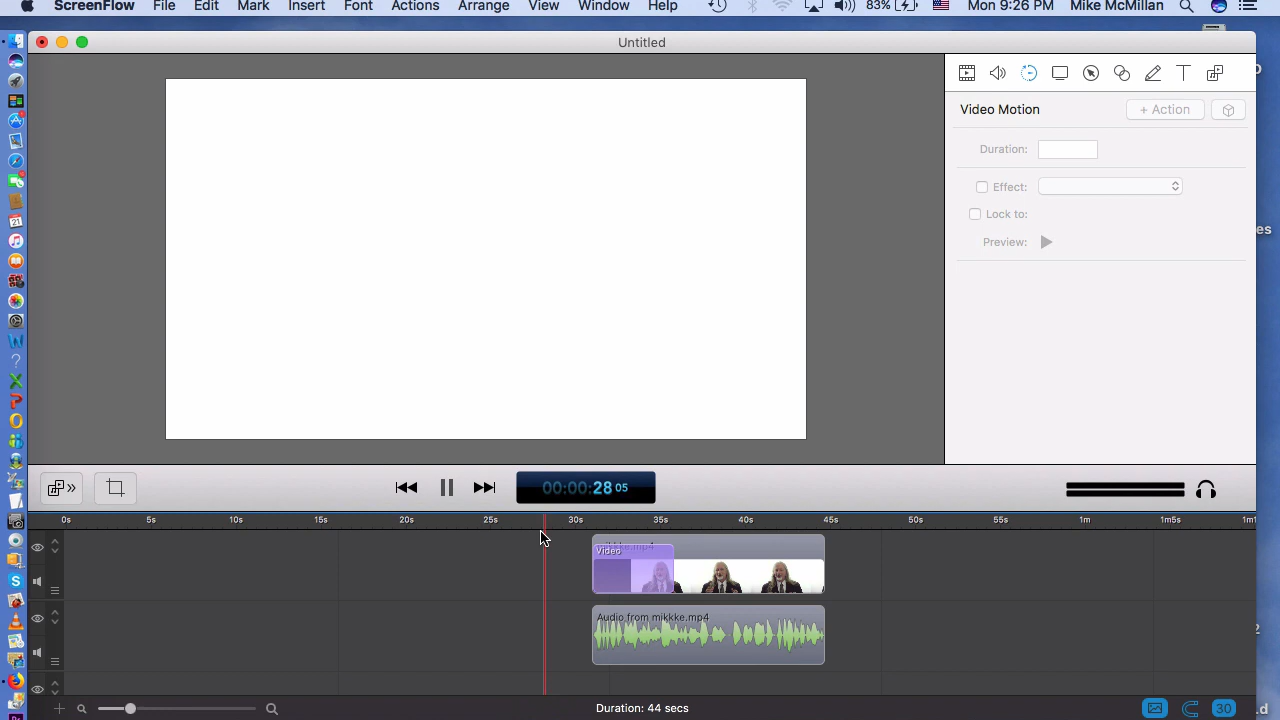 ScreenFlow File Edit Mark Insert Font Actions Arrange View Window Help 83% Mon 9:26 PM Mike McMillan
Untitled
Video Motion + Action
Duration:
Effect:
Lock to:
Preview:
es
00:00:28 05
0s 5s 10s 15s 20s 25s 30s 35s 40s 45s 50s 55s 1m 1m5s 1m1
Video
Audio from mikkke.mp4
Duration: 44 secs 30